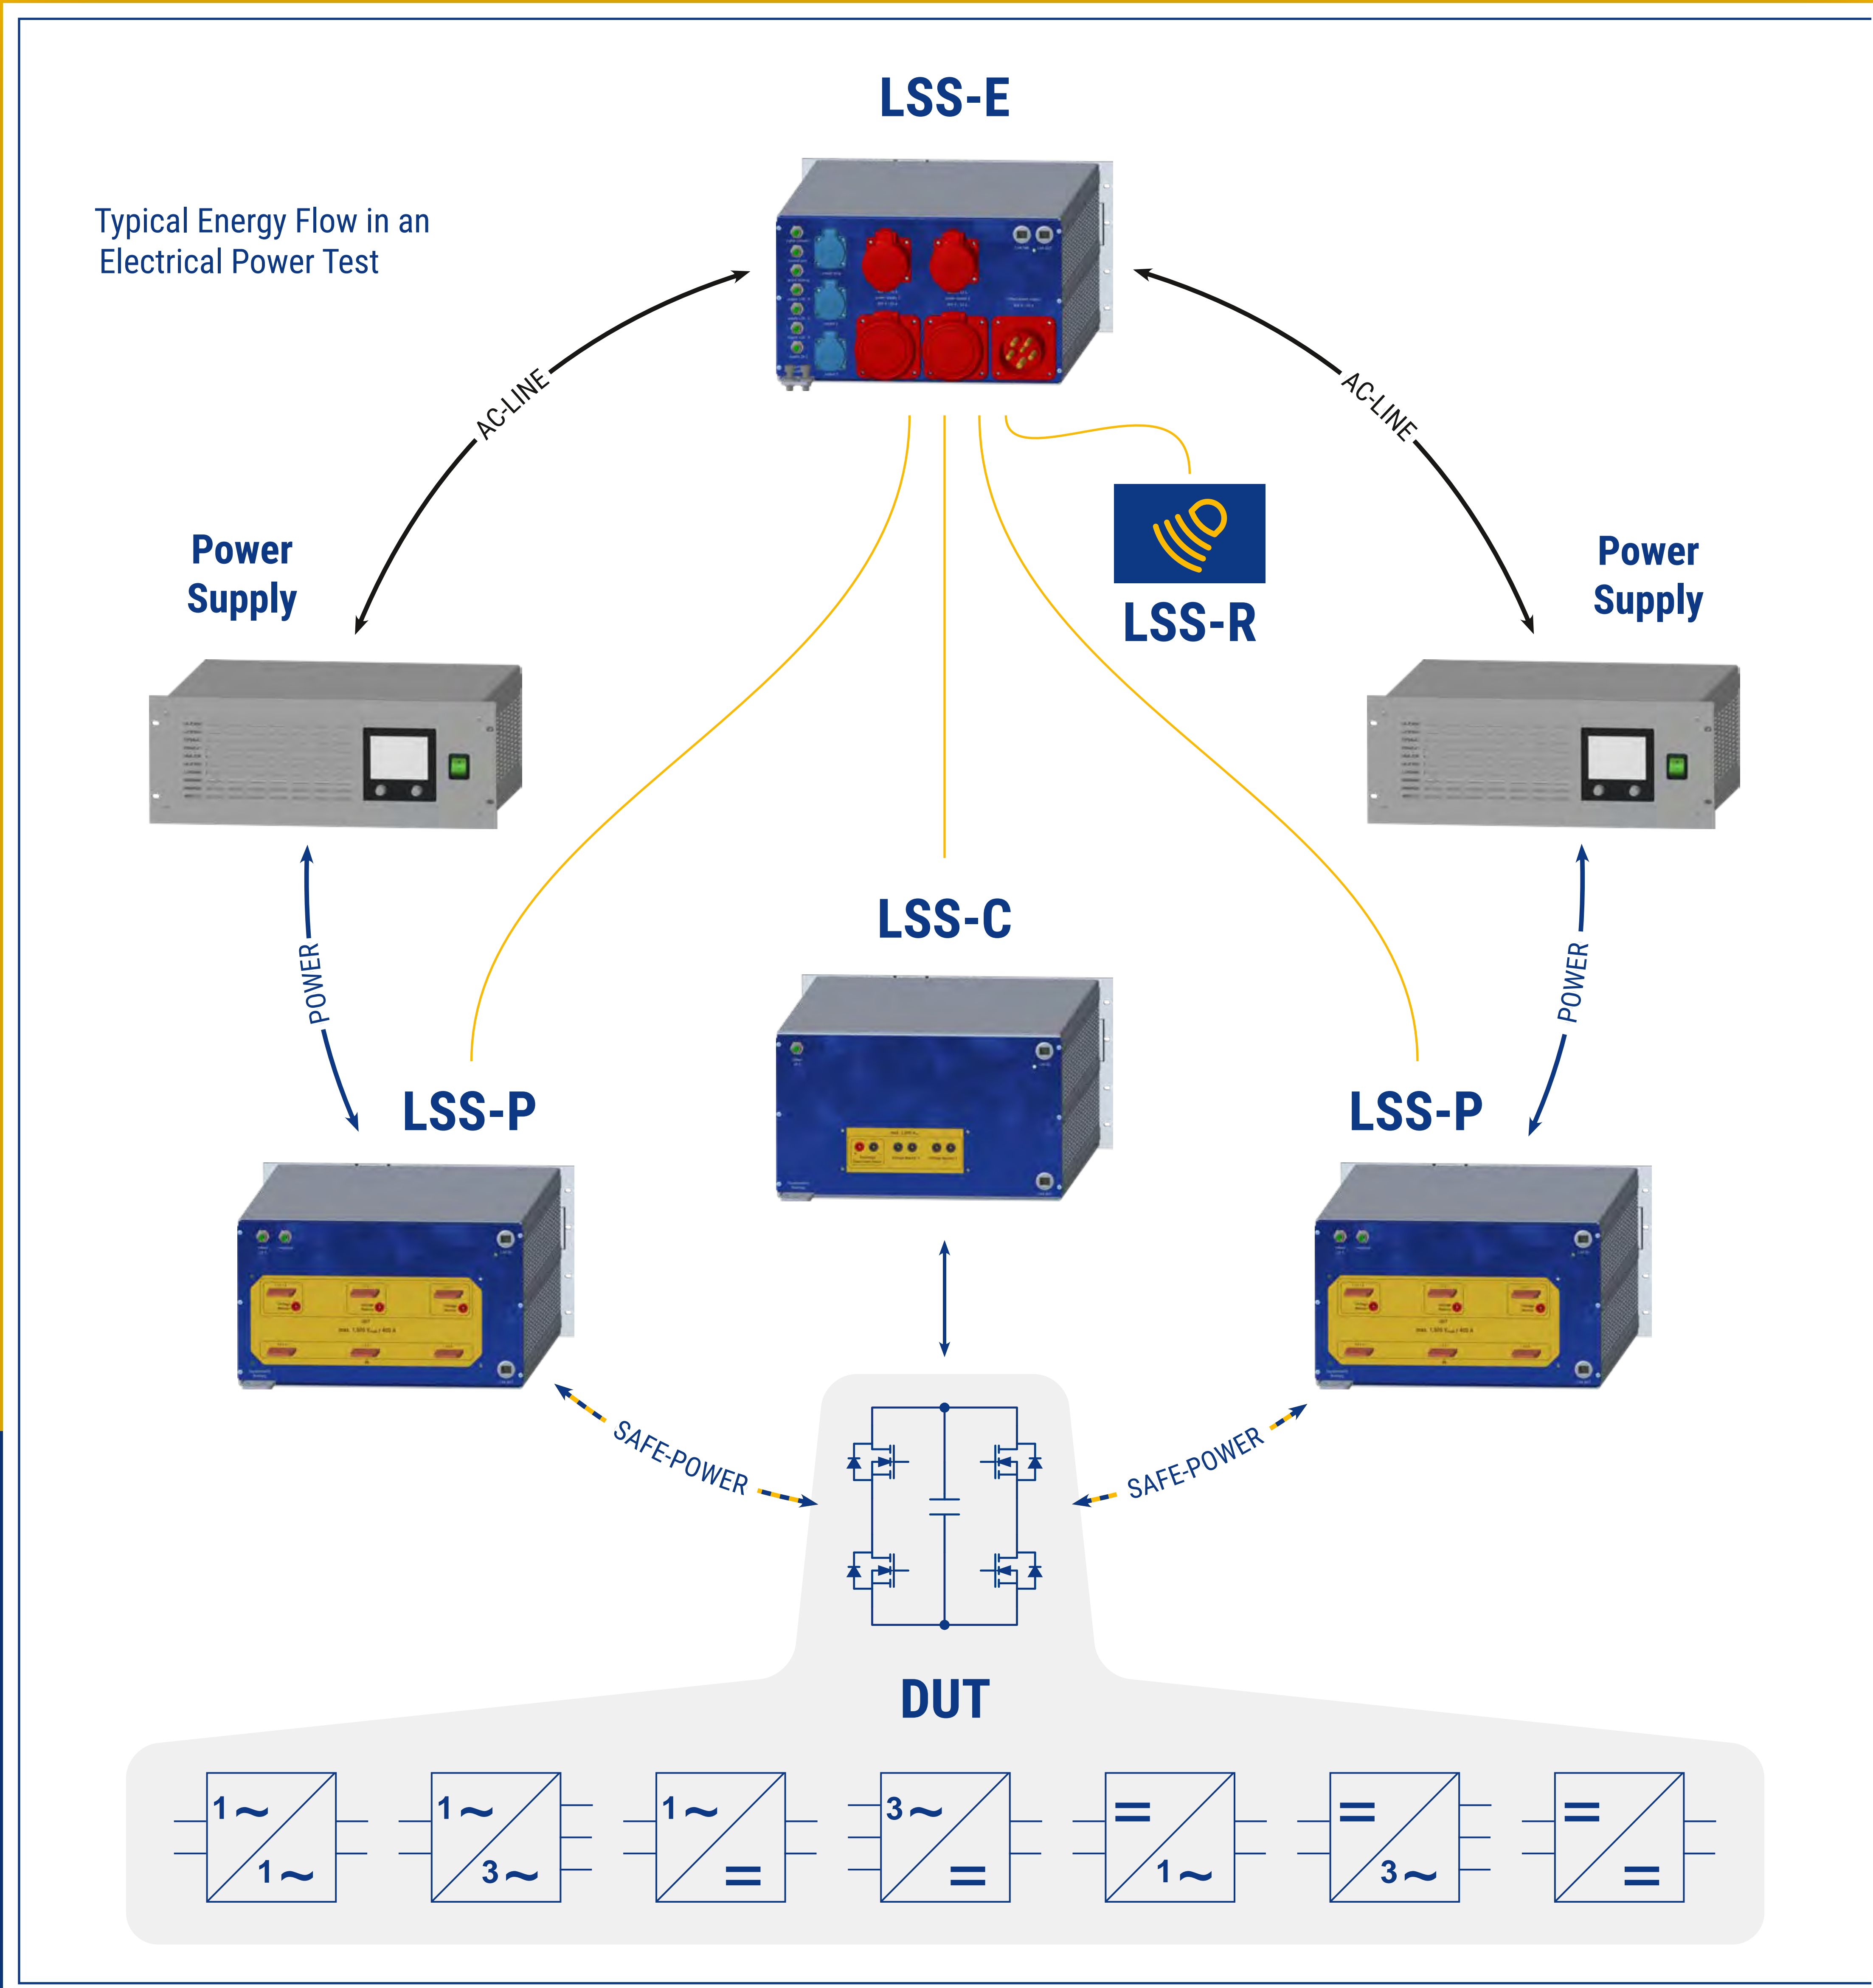 LSS-E
Typical Energy Flow in an
Electrical Power Test
AC-LINE
AC-LINE
Power
Supply
LSS-R
Power
Supply
POWER
LSS-C
POWER
LSS-P
LSS-P
SAFE-POWER
SAFE-POWER
DUT
1~
1~
1~
3~
1~
=
3~
=
=
1~
=
3~
=
=